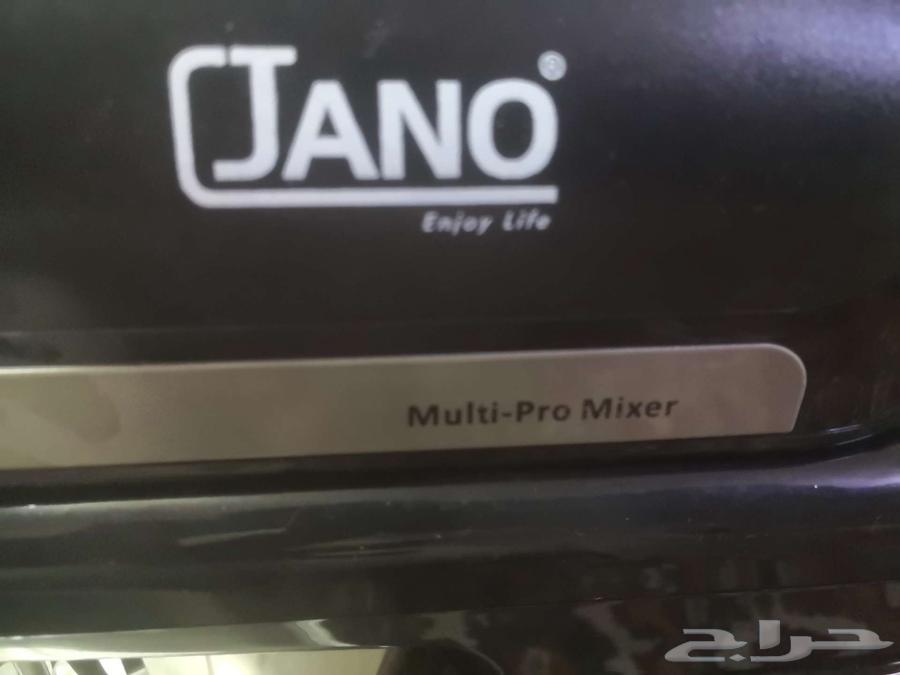 JANO®
Enjoy Life
Multi-Pro Mixer
حراج